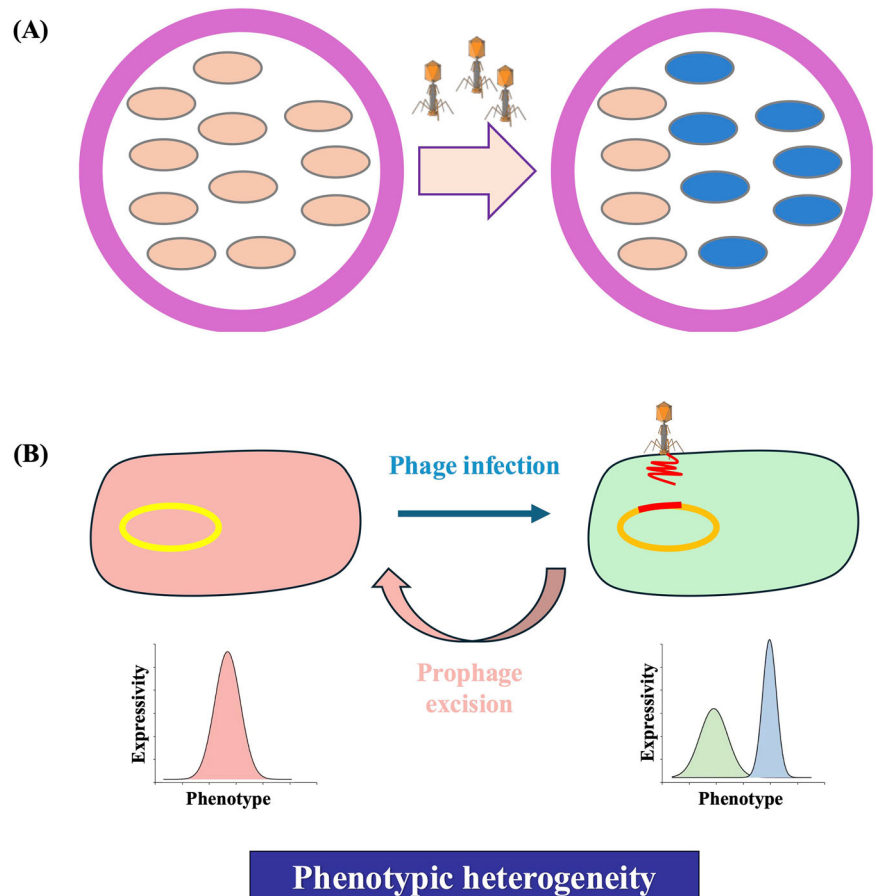 (A)
(B)
Phage infection
Prophage
excision
Expressivity
Phenotype
Expressivity
Phenotype
Phenotypic heterogeneity